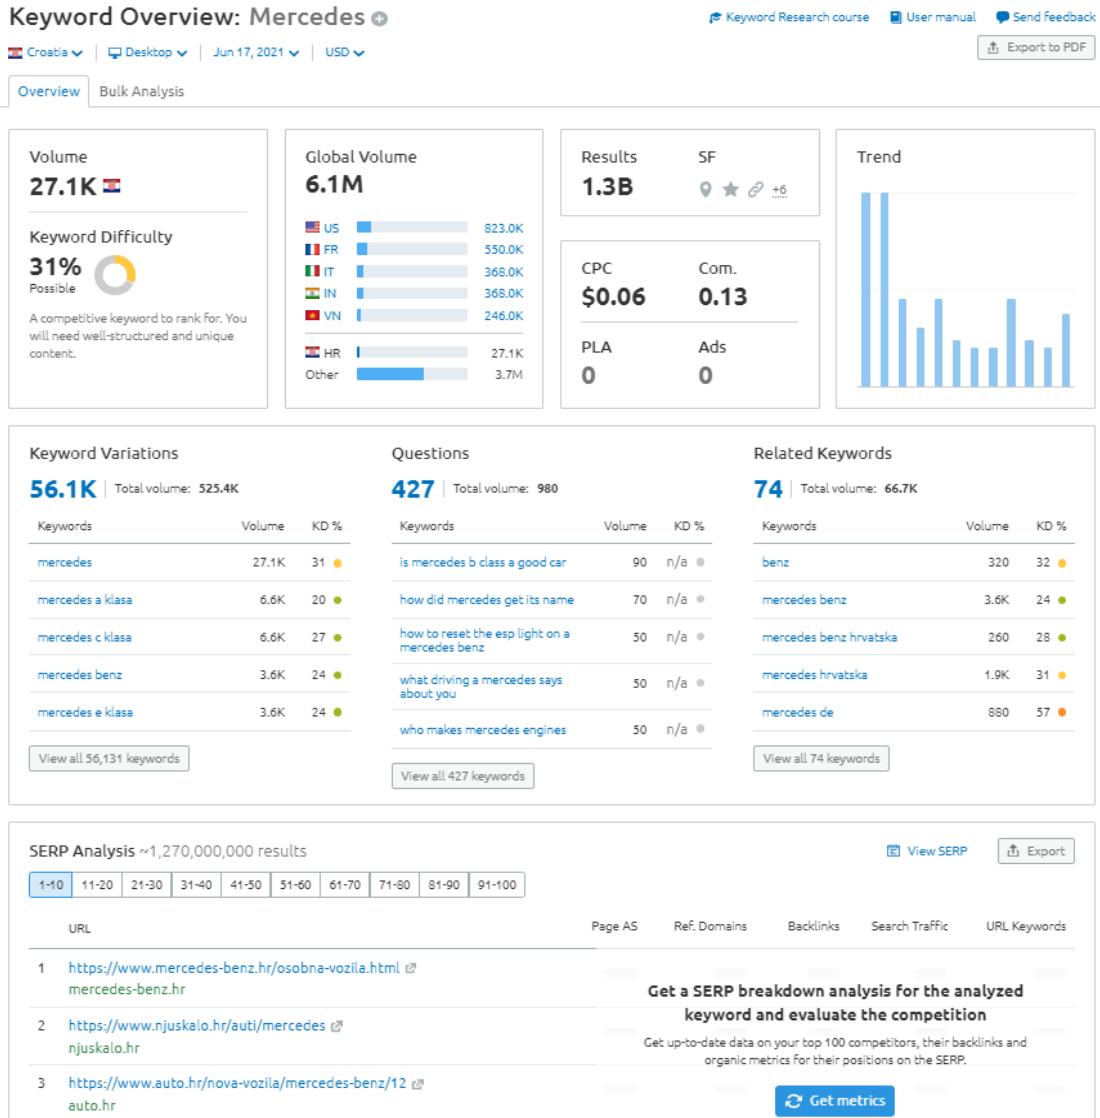 Keyword Overview: Mercedes
Keyword Research course User manual Send feedback
Croatia Desktop Jun 17, 2021 USD
Export to PDF
Overview Bulk Analysis
Volume
27.1K
Keyword Difficulty
31%
Possible
A competitive keyword to rank for. You
will need well-structured and unique
content.
Global Volume
6.1M
US 823.0K
FR 550.0K
IT 368.0K
IN 368.0K
VN 246.0K
HR 27.1K
Other 3.7M
Results SF
1.3B +6
CPC Com.
$0.06 0.13
PLA Ads
0 0
Trend
Keyword Variations
56.1K Total volume: 525.4K
Keywords Volume KD %
mercedes 27.1K 31
mercedes a klasa 6.6K 20
mercedes c klasa 6.6K 27
mercedes benz 3.6K 24
mercedes e klasa 3.6K 24
View all 56,131 keywords
Questions
427 Total volume: 980
Keywords Volume KD %
is mercedes b class a good car 90 n/a
how did mercedes get its name 70 n/a
how to reset the esp light on a
mercedes benz 50 n/a
what driving a mercedes says
about you 50 n/a
who makes mercedes engines 50 n/a
View all 427 keywords
Related Keywords
74 Total volume: 66.7K
Keywords Volume KD %
benz 320 32
mercedes benz 3.6K 24
mercedes benz hrvatska 260 28
mercedes hrvatska 1.9K 31
mercedes de 880 57
View all 74 keywords
SERP Analysis ~1,270,000,000 results
View SERP Export
1-10 11-20 21-30 31-40 41-50 51-60 61-70 71-80 81-90 91-100
URL Page AS Ref. Domains Backlinks Search Traffic URL Keywords
1 https://www.mercedes-benz.hr/osobna-vozila.html
mercedes-benz.hr
2 https://www.njuskalo.hr/auti/mercedes
njuskalo.hr
3 https://www.auto.hr/nova-vozila/mercedes-benz/12
auto.hr
Get a SERP breakdown analysis for the analyzed
keyword and evaluate the competition
Get up-to-date data on your top 100 competitors, their backlinks and
organic metrics for their positions on the SERP.
Get metrics